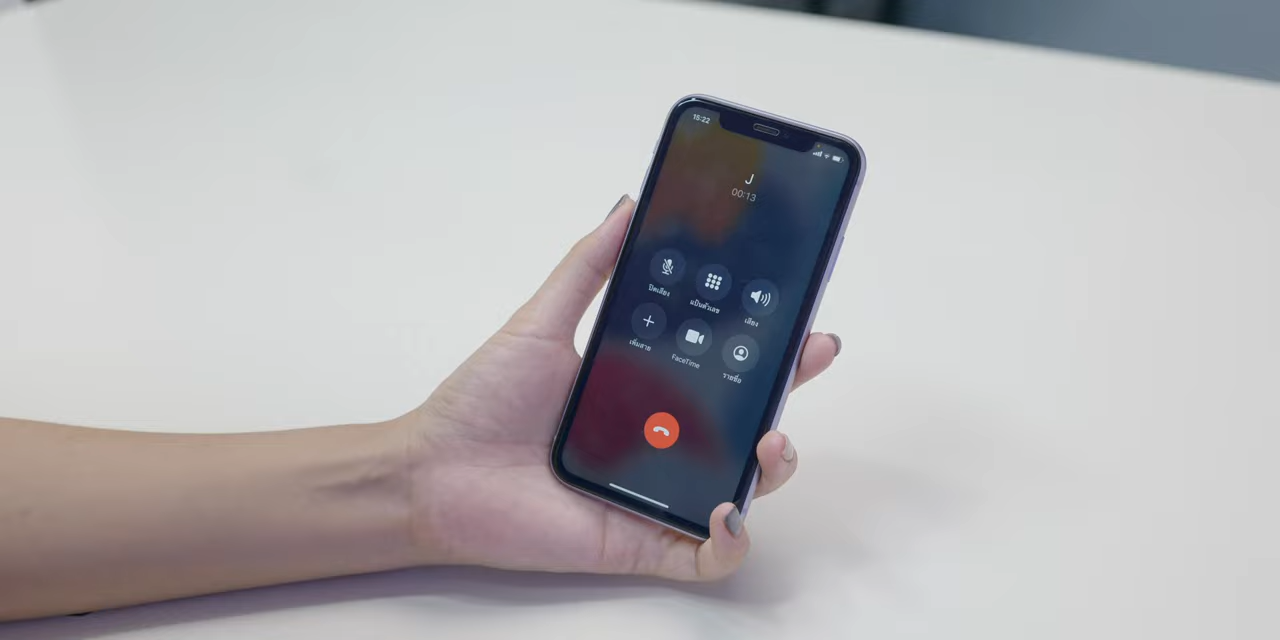 15:22
J
00:13
ปิดเสียง
แป้นตัวเลข
เสียง
เพิ่มสาย
FaceTime
รายชื่อ